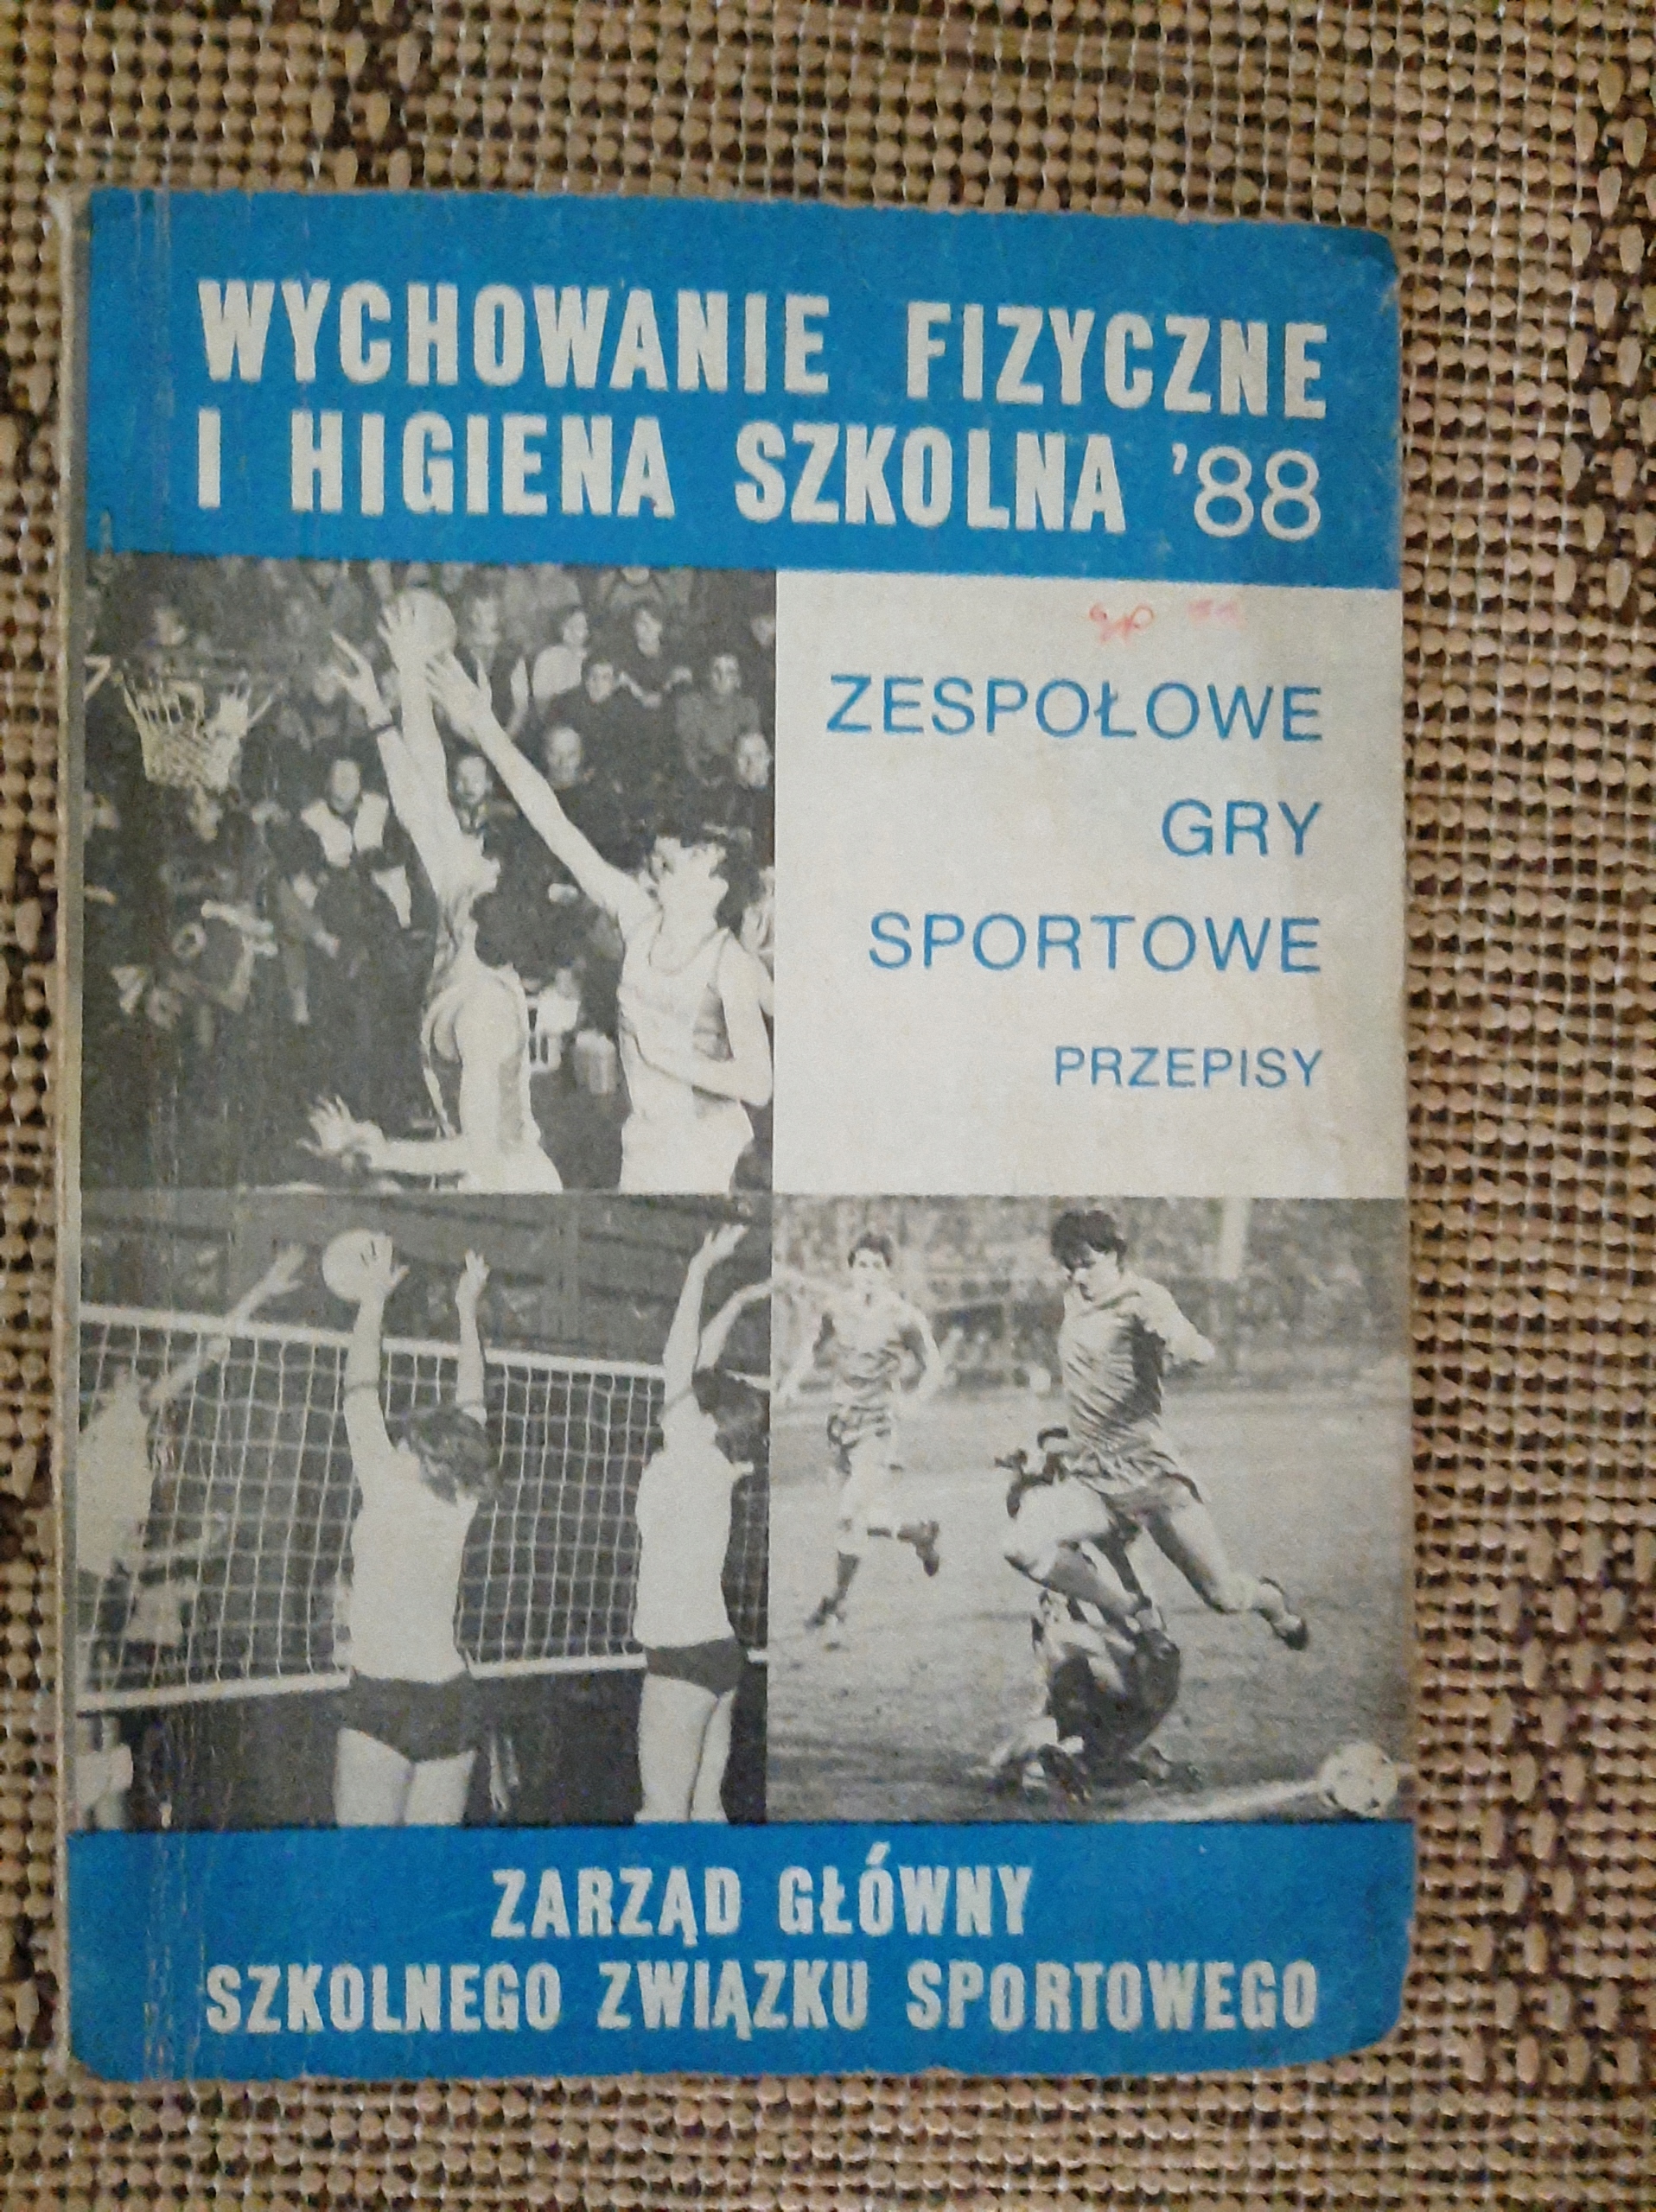 WYCHOWANIE FIZYCZNE
I HIGIENA SZKOLNA '88
ZESPOŁOWE
GRY
SPORTOWE
PRZEPISY
ZARZĄD GŁÓWNY
SZKOLNEGO ZWIĄZKU SPORTOWEGO